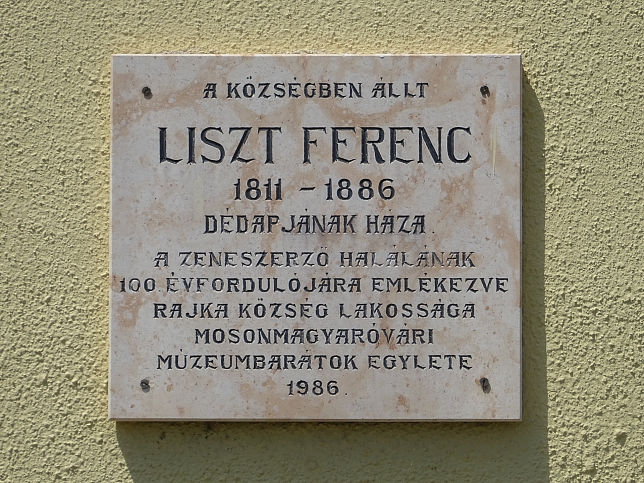 A KÖZSÉGBEN ÁLLT
LISZT FERENC
1811 – 1886
DÉDAPJÁNAK HÁZA.
A ZENESZERZŐ HALÁLÁNAK
100 ÉVFORDULÓJÁRA EMLÉKEZVE
RAJKA KÖZSÉG LAKOSSÁGA
MOSONMAGYARÓVÁRI
MÚZEUMBARÁTOK EGYLETE
1986.